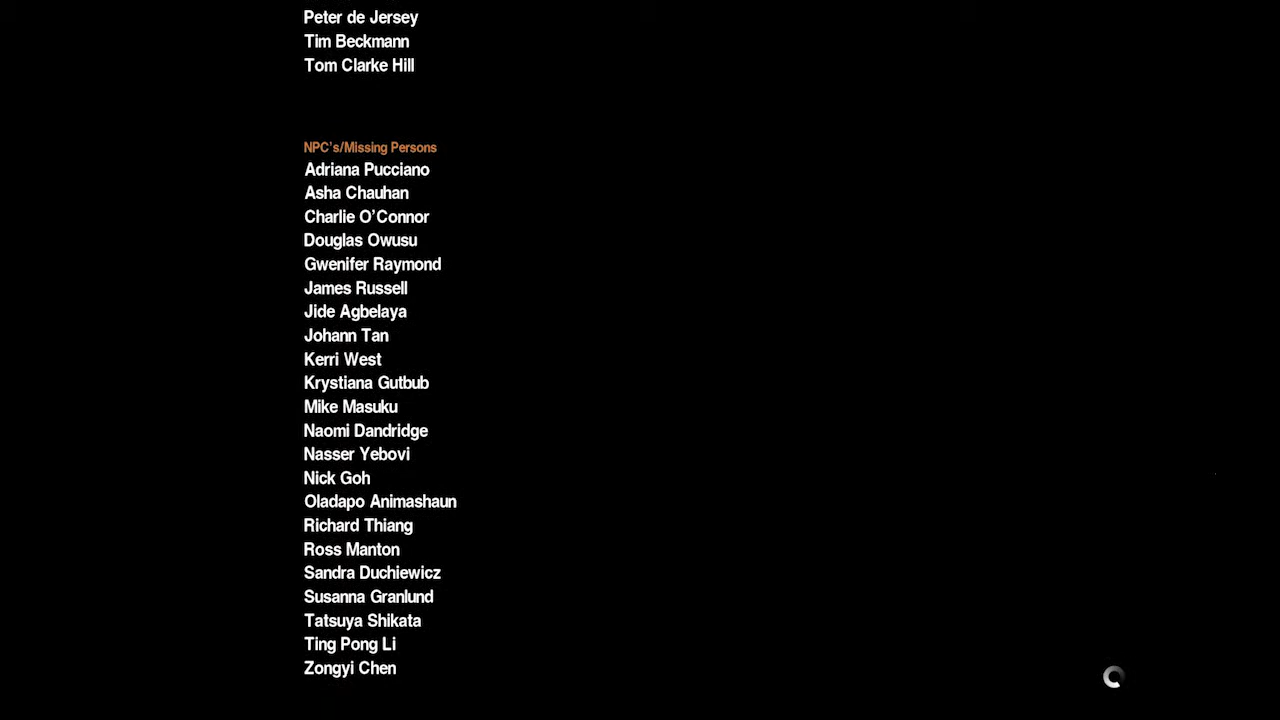 Peter de Jersey
Tim Beckmann
Tom Clarke Hill
NPC's/Missing Persons
Adriana Pucciano
Asha Chauhan
Charlie O’Connor
Douglas Owusu
Gwenifer Raymond
James Russell
Jide Agbelaya
Johann Tan
Kerri West
Krystiana Gutbub
Mike Masuku
Naomi Dandridge
Nasser Yebovi
Nick Goh
Oladapo Animashaun
Richard Thiang
Ross Manton
Sandra Duchiewicz
Susanna Granlund
Tatsuya Shikata
Ting Pong Li
Zongyi Chen